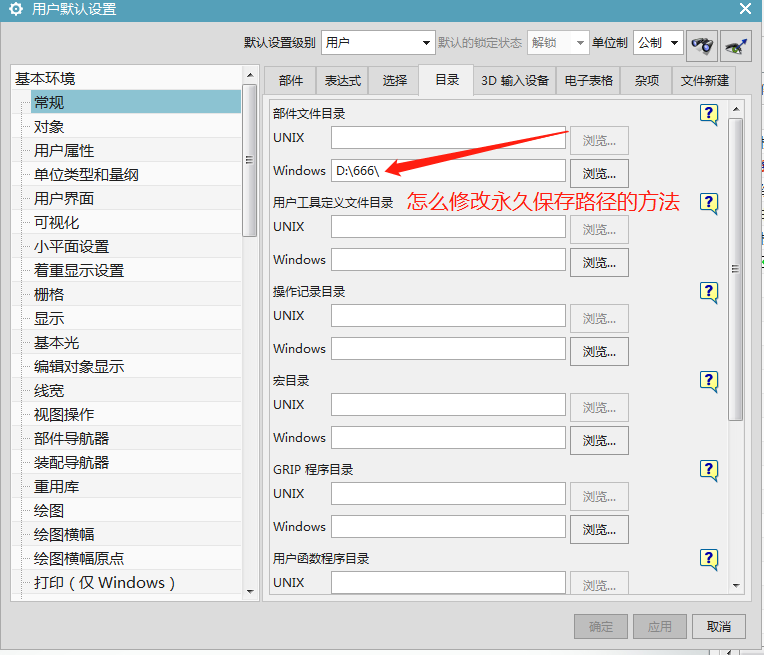 用户默认设置
默认设置级别 用户 默认的锁定状态 解锁 单位制 公制
基本环境
常规
对象
用户属性
单位类型和量纲
用户界面
可视化
小平面设置
着重显示设置
栅格
显示
基本光
编辑对象显示
线宽
视图操作
部件导航器
装配导航器
重用库
绘图
绘图横幅
绘图横幅原点
打印（仅 Windows）
部件 表达式 选择 目录 3D 输入设备 电子表格 杂项 文件新建
部件文件目录
UNIX 浏览...
Windows D:\666\ 浏览...
用户工具定义文件目录 怎么修改永久保存路径的方法
UNIX 浏览...
Windows 浏览...
操作记录目录
UNIX 浏览...
Windows 浏览...
宏目录
UNIX 浏览...
Windows 浏览...
GRIP 程序目录
UNIX 浏览...
Windows 浏览...
用户函数程序目录
UNIX 浏览...
确定 应用 取消